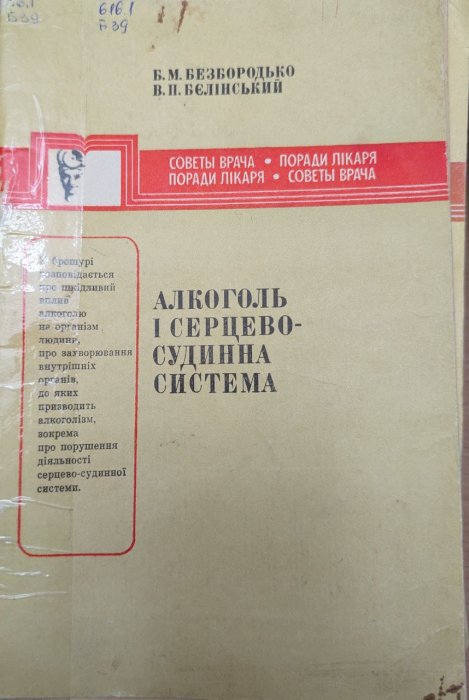 616.1
Б 39
Б. М. БЕЗБОРОДЬКО
В. П. БЄЛІНСЬКИЙ
СОВЕТЫ ВРАЧА • ПОРАДИ ЛІКАРЯ
ПОРАДИ ЛІКАРЯ • СОВЕТЫ ВРАЧА
АЛКОГОЛЬ
І СЕРЦЕВО-
СУДИННА
СИСТЕМА
брошурі
розповідається
про шкідливий
вплив
алкоголю
на організм
людини,
про захворювання
внутрішніх
органів,
до яких
призводить
алкоголізм,
зокрема
про порушення
діяльності
серцево-судинної
системи.